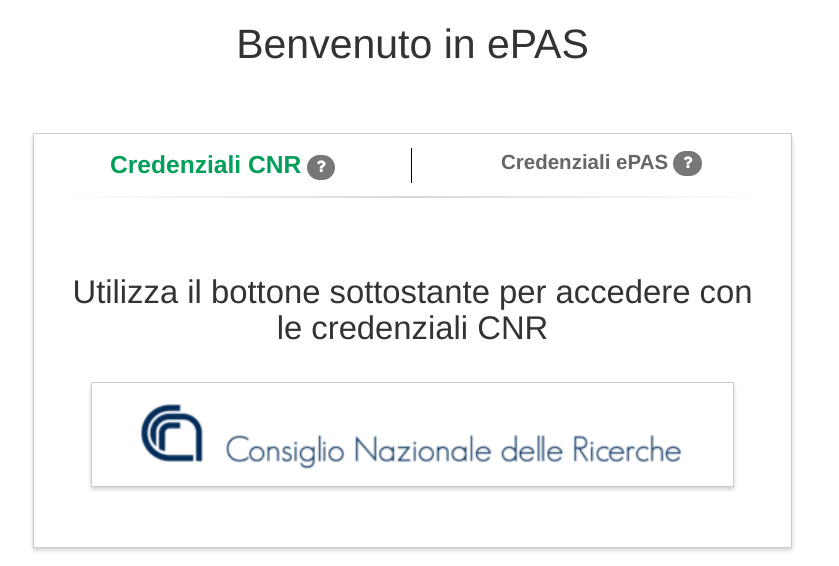 Benvenuto in ePAS
Credenziali CNR ?
Credenziali ePAS ?
Utilizza il bottone sottostante per accedere con
le credenziali CNR
Consiglio Nazionale delle Ricerche